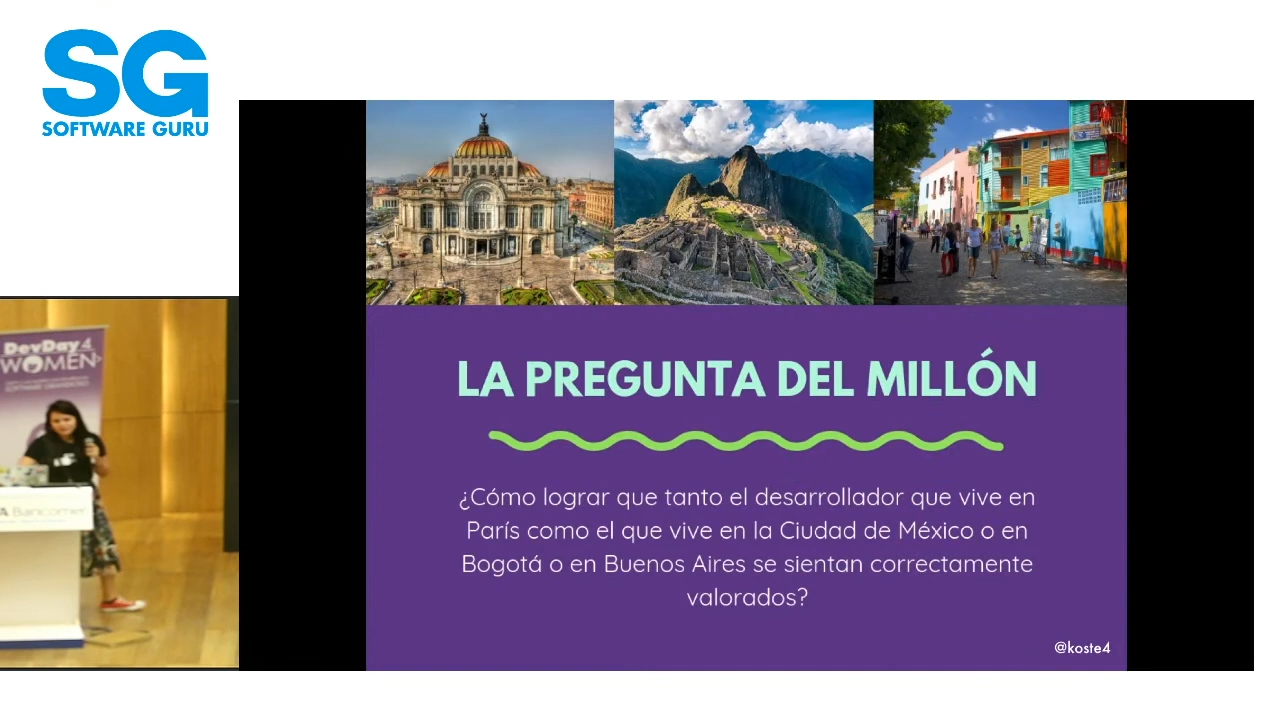 SG
SOFTWARE GURU
DevDay4
WOMEN
Bancomer
LA PREGUNTA DEL MILLÓN
¿Cómo lograr que tanto el desarrollador que vive en
París como el que vive en la Ciudad de México o en
Bogotá o en Buenos Aires se sientan correctamente
valorados?
@koste4